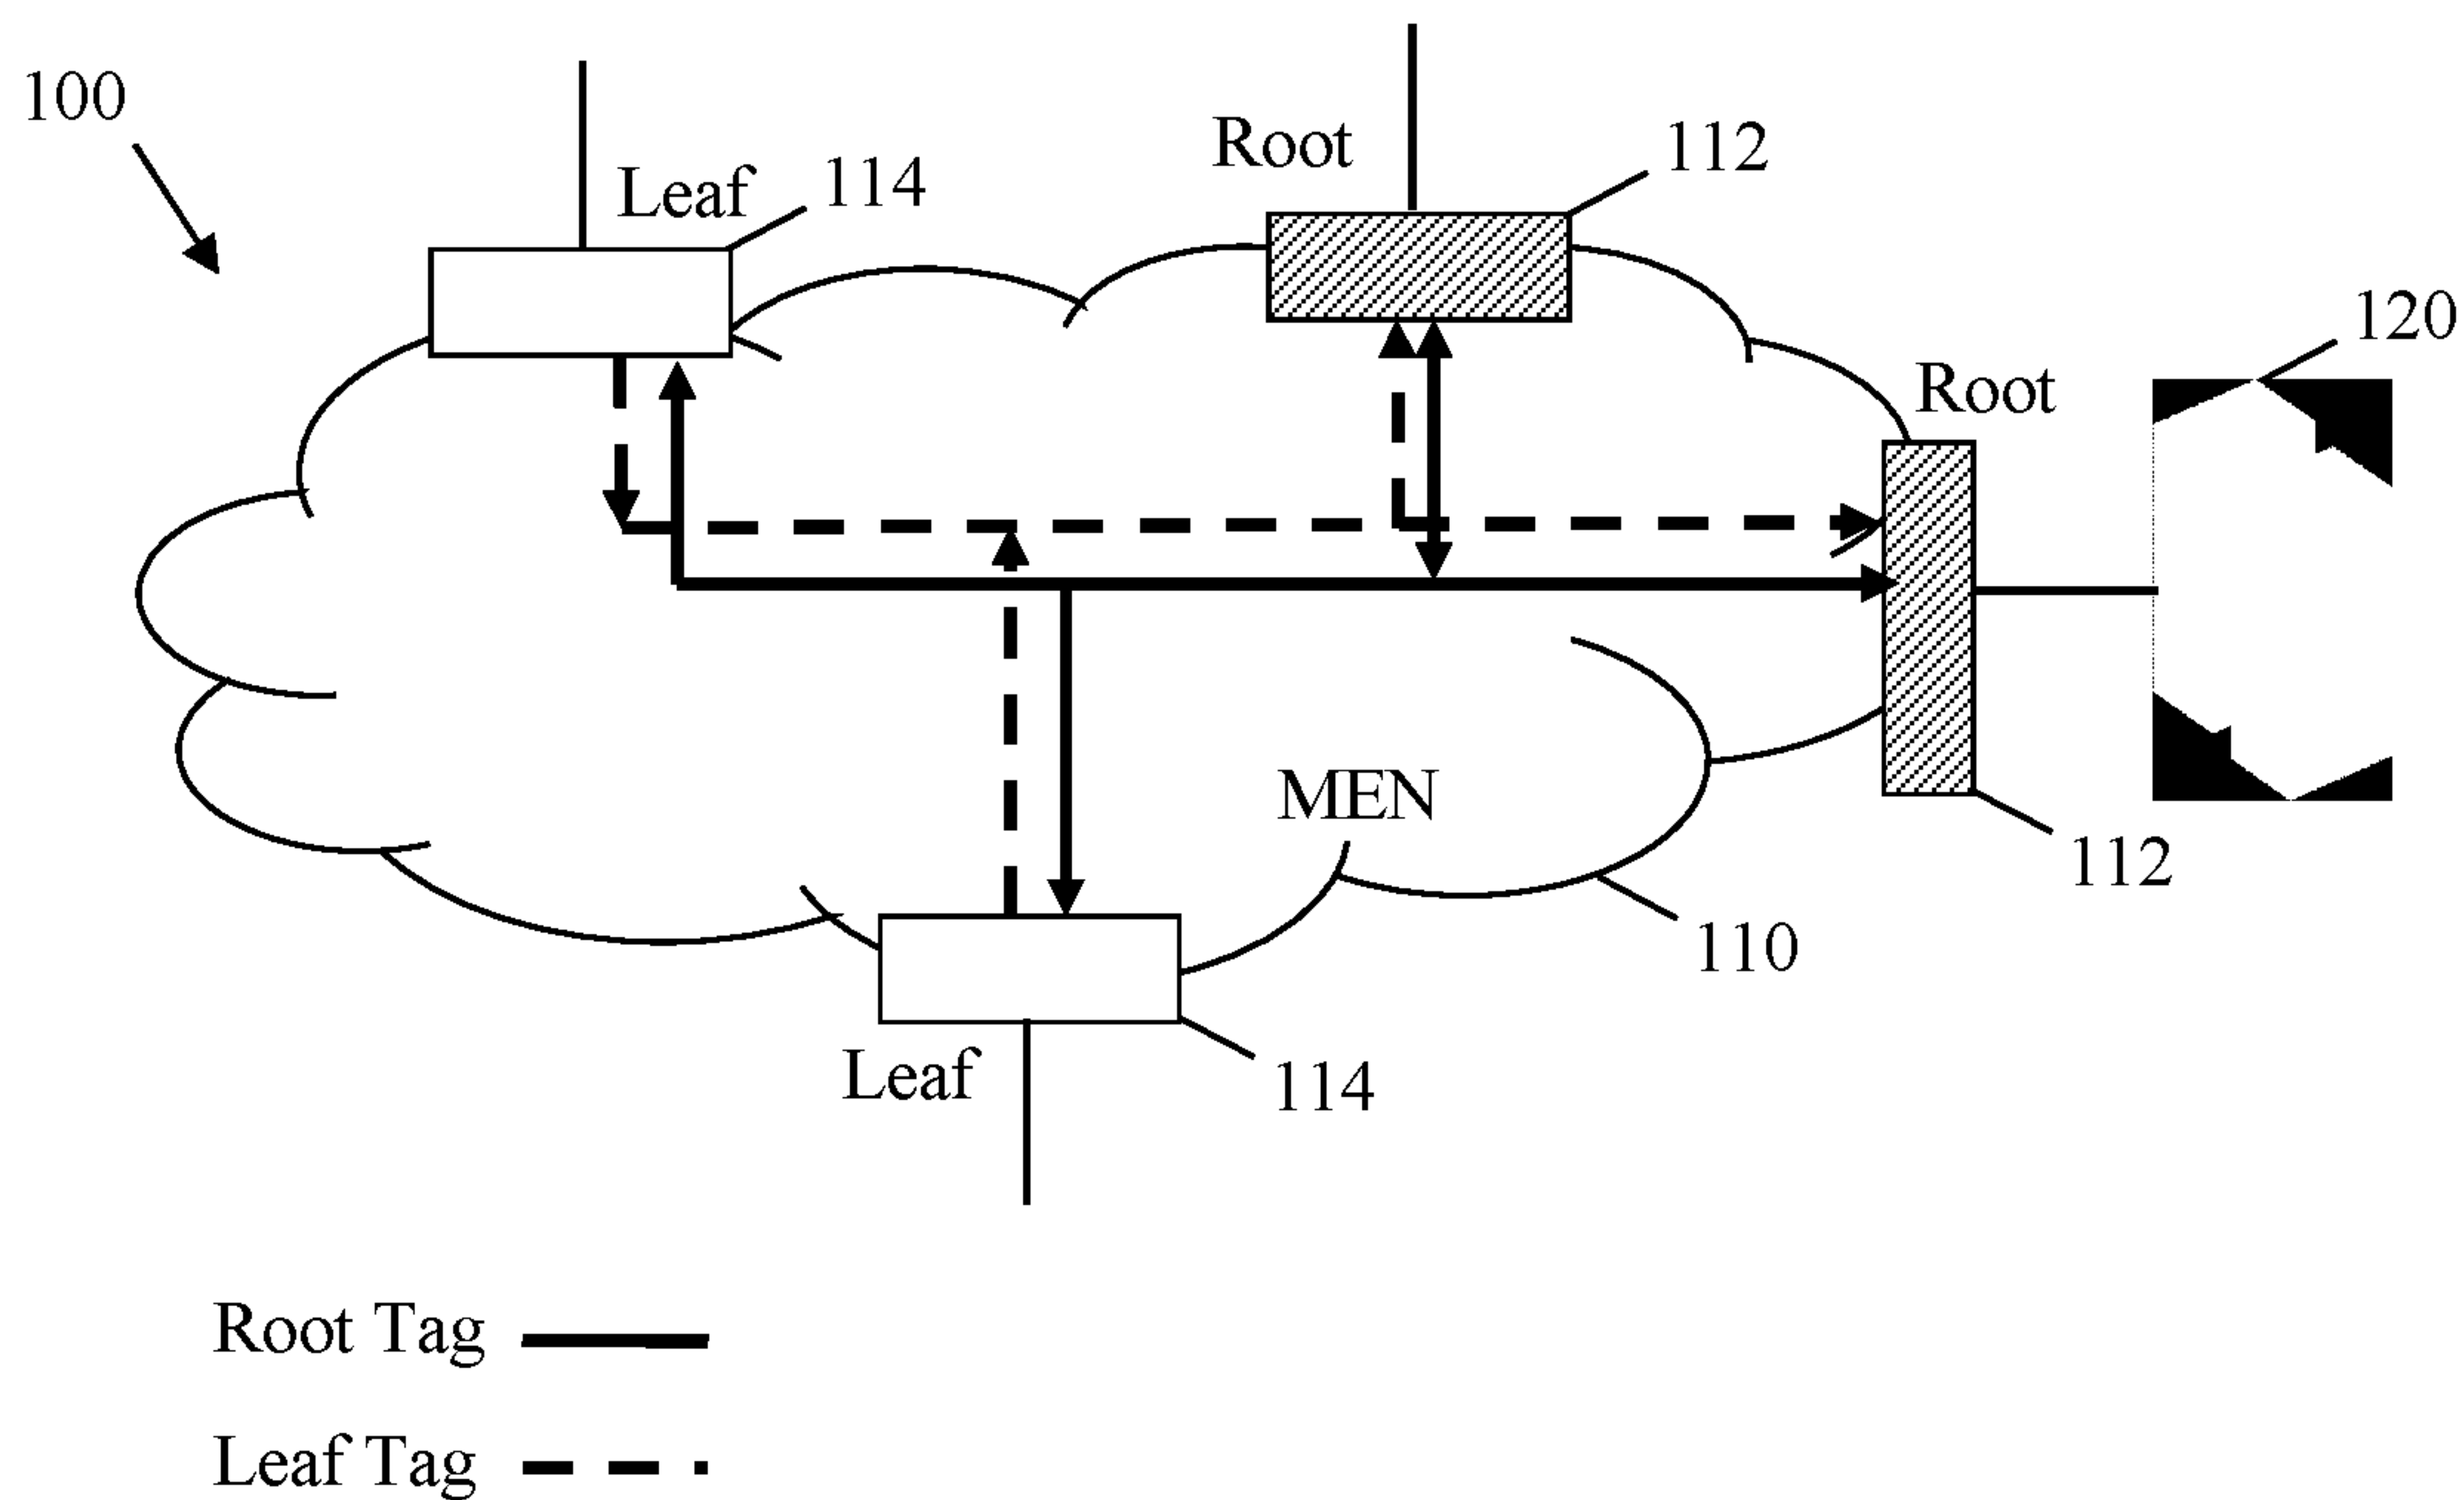 100
Leaf
114
Root
112
120
Root
MEN
112
110
Leaf
114
Root Tag
Leaf Tag